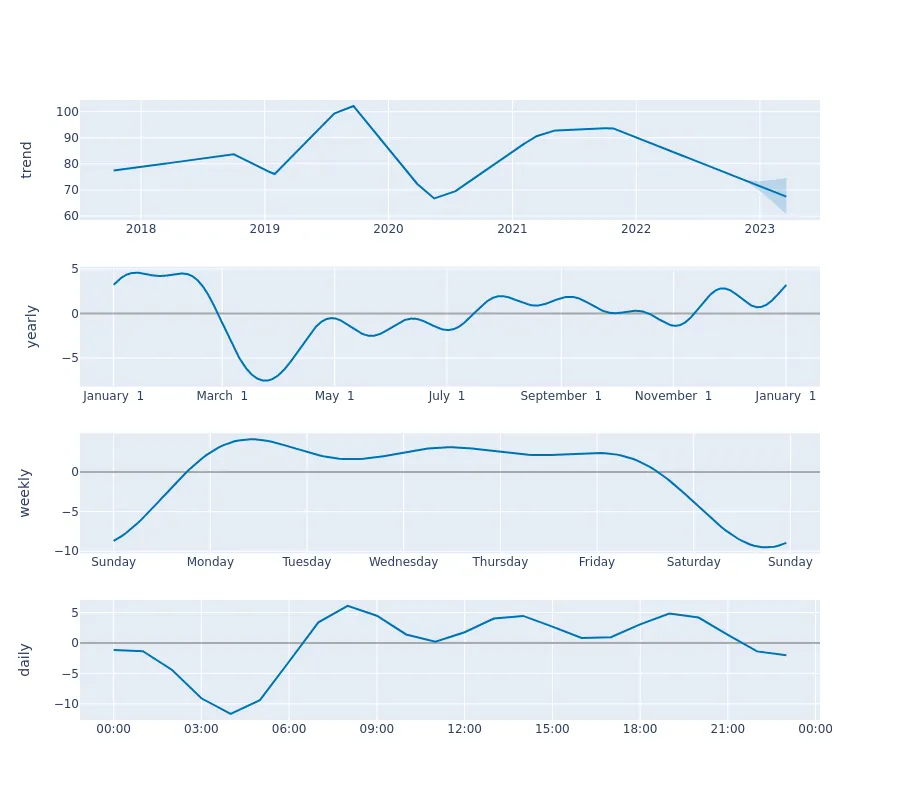 trend
100
90
80
70
60
2018 2019 2020 2021 2022 2023
yearly
5
0
−5
January 1 March 1 May 1 July 1 September 1 November 1 January 1
weekly
0
−5
−10
Sunday Monday Tuesday Wednesday Thursday Friday Saturday Sunday
daily
5
0
−5
−10
00:00 03:00 06:00 09:00 12:00 15:00 18:00 21:00 00:00